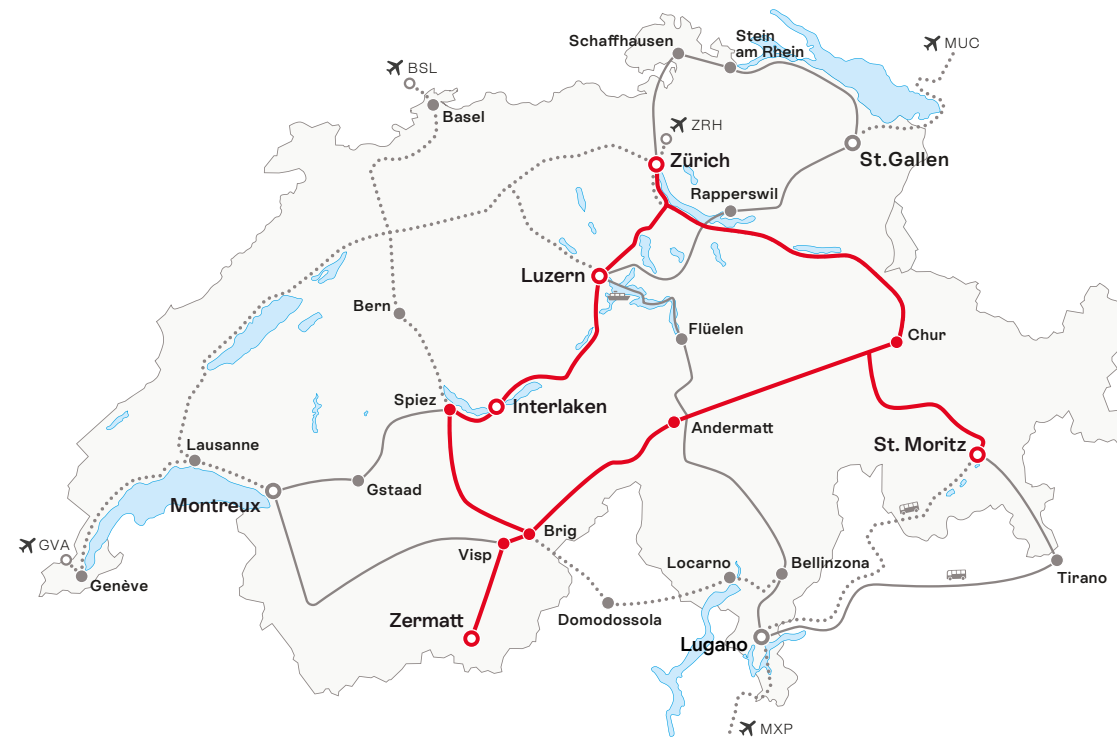 Schaffhausen
Stein
am Rhein
MUC
BSL
Basel
ZRH
Zürich
St.Gallen
Rapperswil
Luzern
Bern
Flüelen
Chur
Spiez
Interlaken
Andermatt
St. Moritz
Lausanne
Gstaad
Montreux
Brig
Visp
GVA
Genève
Locarno
Bellinzona
Tirano
Zermatt
Domodossola
Lugano
MXP